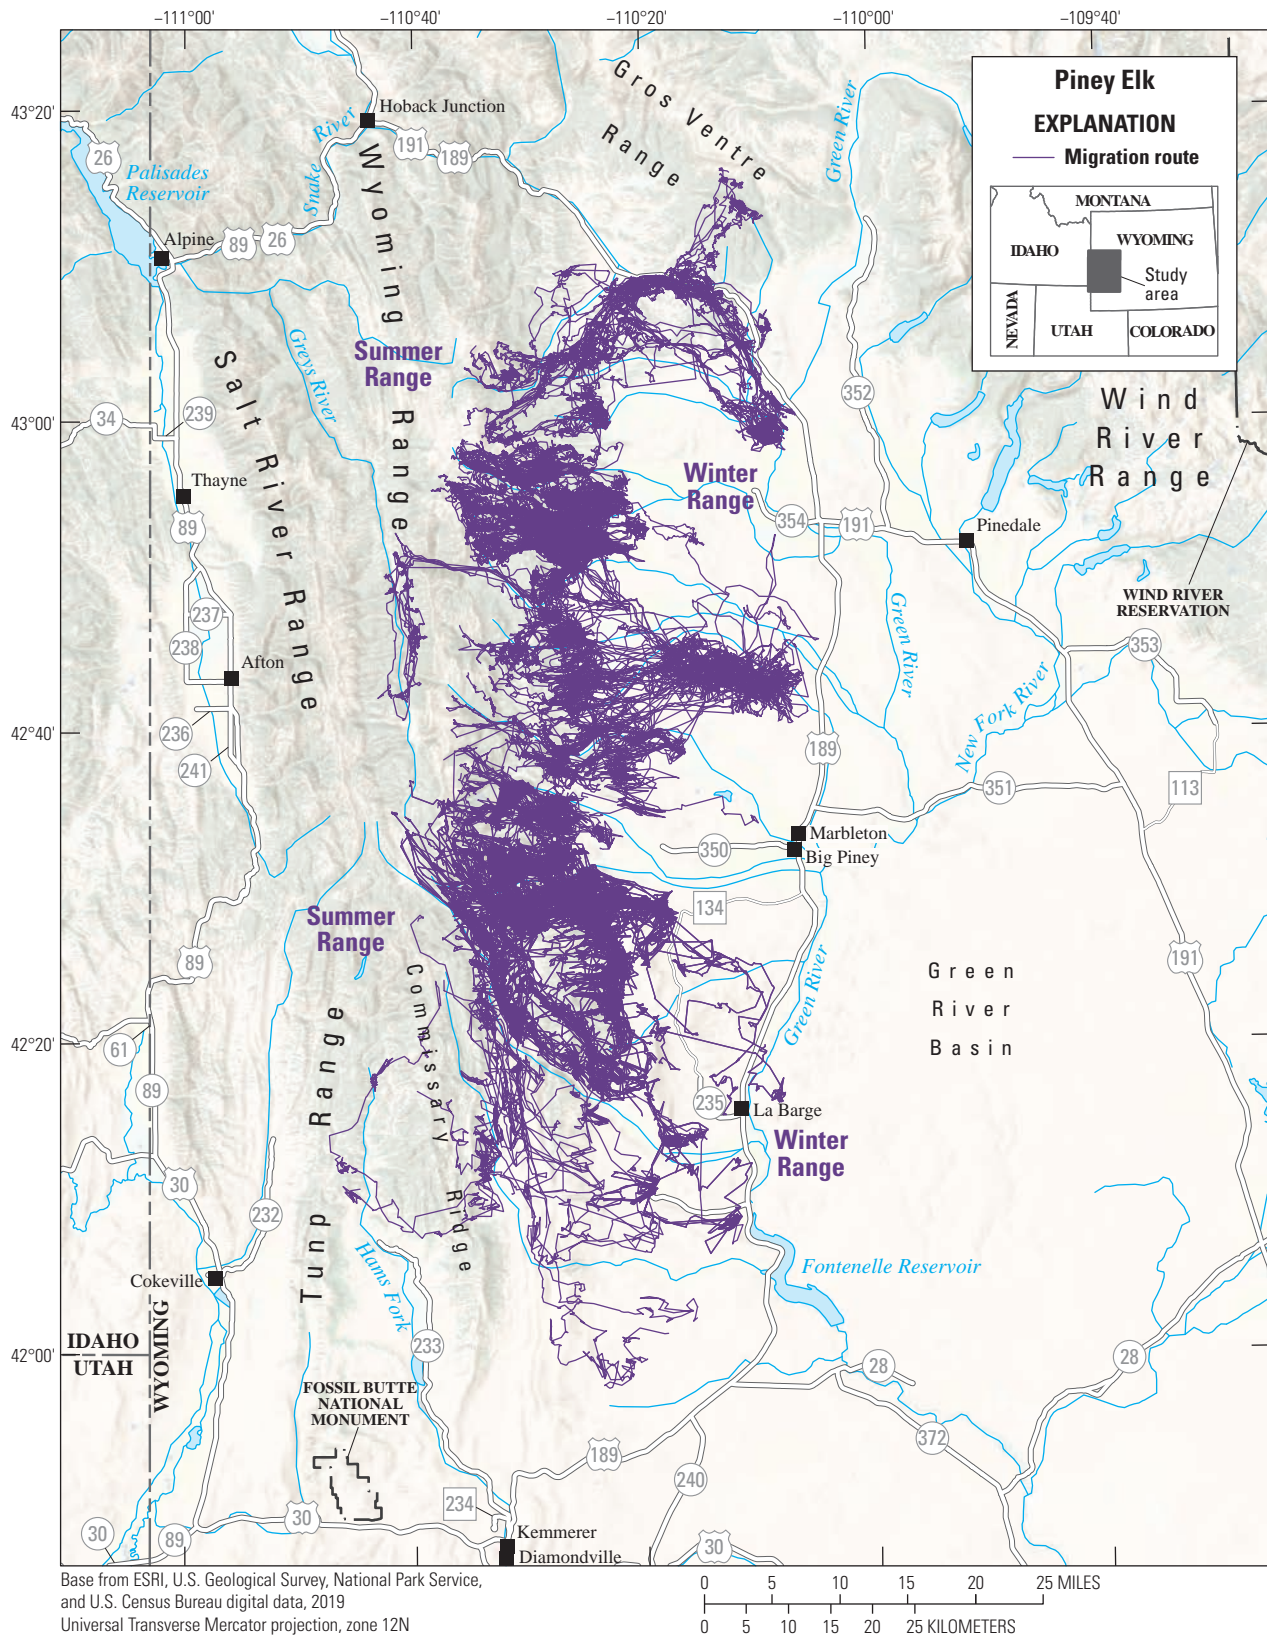 −111°00'
−110°40'
−110°20'
−110°00'
−109°40'
43°20'
43°00'
42°40'
42°20'
42°00'
Piney Elk
EXPLANATION
Migration route
MONTANA
IDAHO
WYOMING
Study
area
NEVADA
UTAH
COLORADO
Hoback Junction
Gros Ventre
Range
Green River
Snake River
191
189
26
Palisades
Reservoir
Alpine
89
26
Wyoming Range
Summer
Range
Greys River
Salt River Range
34
239
Thayne
89
352
Wind
River
Range
Winter
Range
354
191
Pinedale
WIND RIVER
RESERVATION
237
238
Afton
Green River
353
New Fork River
236
241
189
351
113
Marbleton
350
Big Piney
134
Summer
Range
Commissary Ridge
89
Green River
Green
River
Basin
191
61
89
Tunp Range
235
La Barge
Winter
Range
30
232
Hams Fork
Cokeville
Fontenelle Reservoir
IDAHO
UTAH
WYOMING
233
28
28
FOSSIL BUTTE
NATIONAL
MONUMENT
372
189
240
234
30
30
89
Kemmerer
Diamondville
30
Base from ESRI, U.S. Geological Survey, National Park Service,
and U.S. Census Bureau digital data, 2019
Universal Transverse Mercator projection, zone 12N
0 5 10 15 20 25 MILES
0 5 10 15 20 25 KILOMETERS